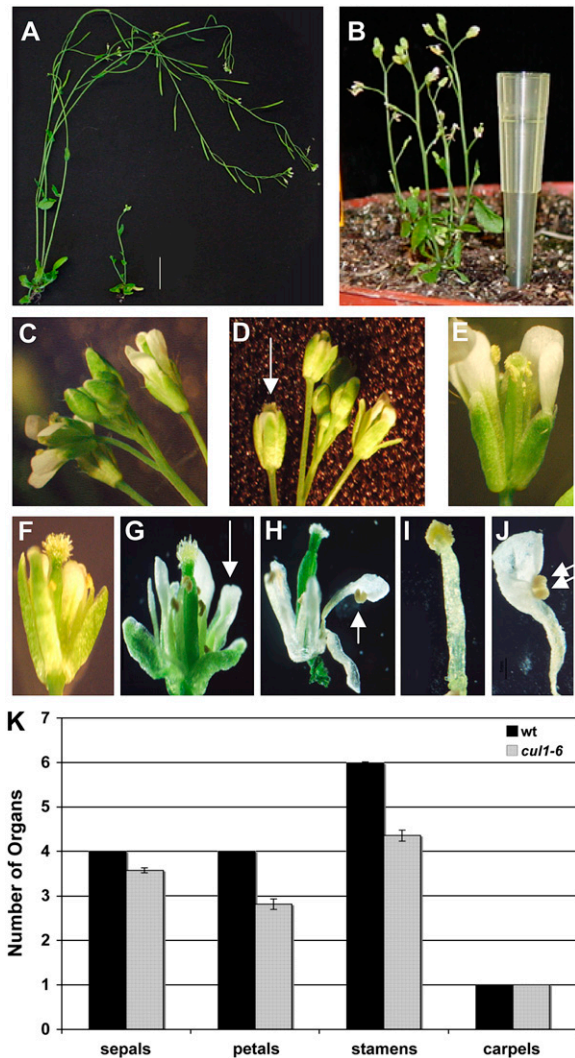 A
B
C
D
E
F
G
H
I
J
K
7
6
5
4
3
2
1
0
Number of Organs
wt
cul1-6
sepals
petals
stamens
carpels